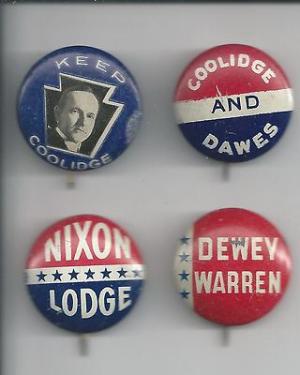 KEEP
COOLIDGE
COOLIDGE
AND
DAWES
NIXON
LODGE
DEWEY
WARREN